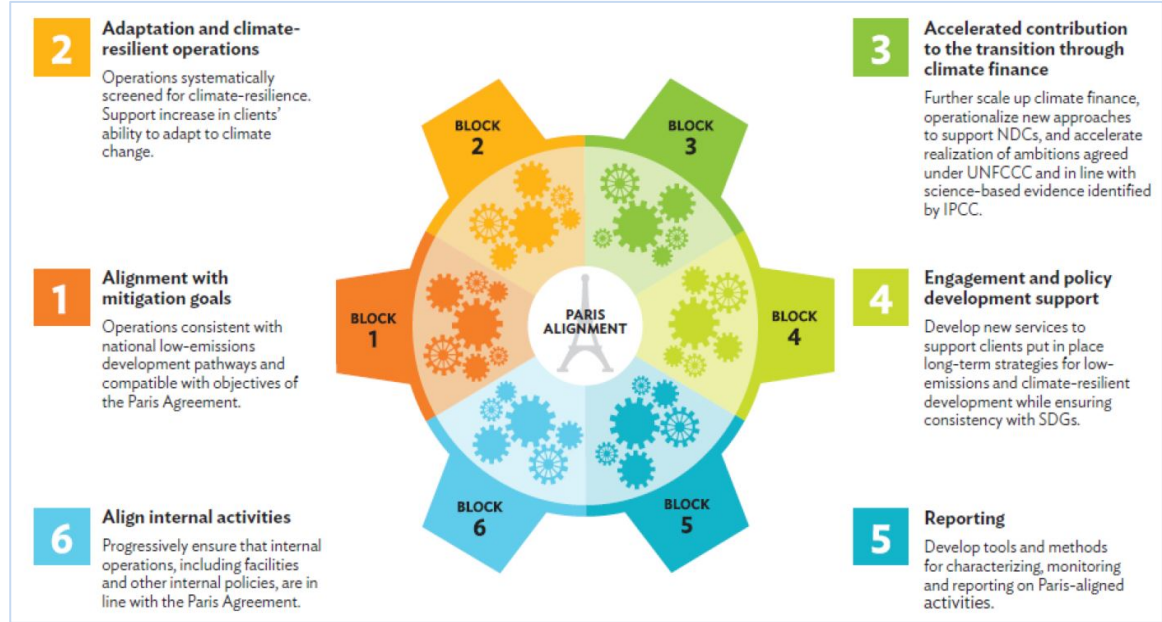 2
Adaptation and climate-
resilient operations
Operations systematically
screened for climate-resilience.
Support increase in clients'
ability to adapt to climate
change.
1
Alignment with
mitigation goals
Operations consistent with
national low-emissions
development pathways and
compatible with objectives of
the Paris Agreement.
6
Align internal activities
Progressively ensure that internal
operations, including facilities
and other internal policies, are in
line with the Paris Agreement.
BLOCK
2
BLOCK
3
BLOCK
1
PARIS
ALIGNMENT
BLOCK
4
BLOCK
6
BLOCK
5
3
Accelerated contribution
to the transition through
climate finance
Further scale up climate finance,
operationalize new approaches
to support NDCs, and accelerate
realization of ambitions agreed
under UNFCCC and in line with
science-based evidence identified
by IPCC.
4
Engagement and policy
development support
Develop new services to
support clients put in place
long-term strategies for low-
emissions and climate-resilient
development while ensuring
consistency with SDGs.
5
Reporting
Develop tools and methods
for characterizing, monitoring
and reporting on Paris-aligned
activities.